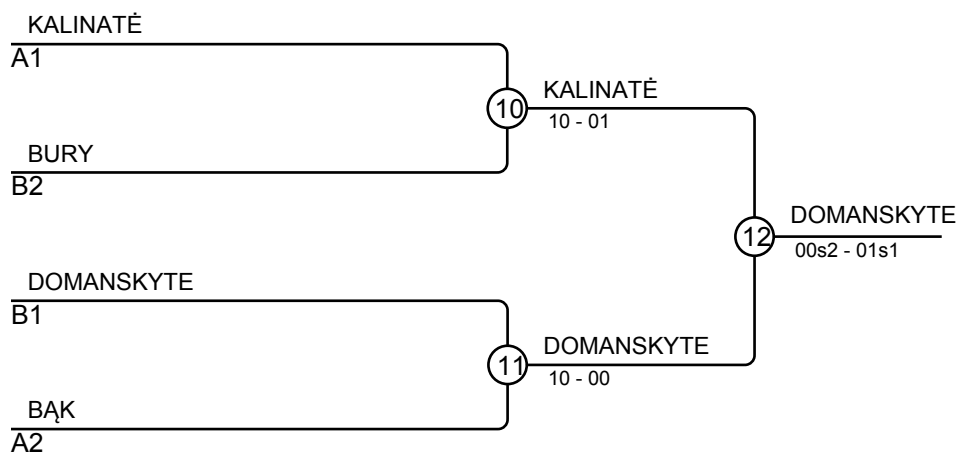 KALINATĖ
A1
10
KALINATĖ
10 - 01
BURY
B2
12
DOMANSKYTE
00s2 - 01s1
DOMANSKYTE
B1
11
DOMANSKYTE
10 - 00
BĄK
A2